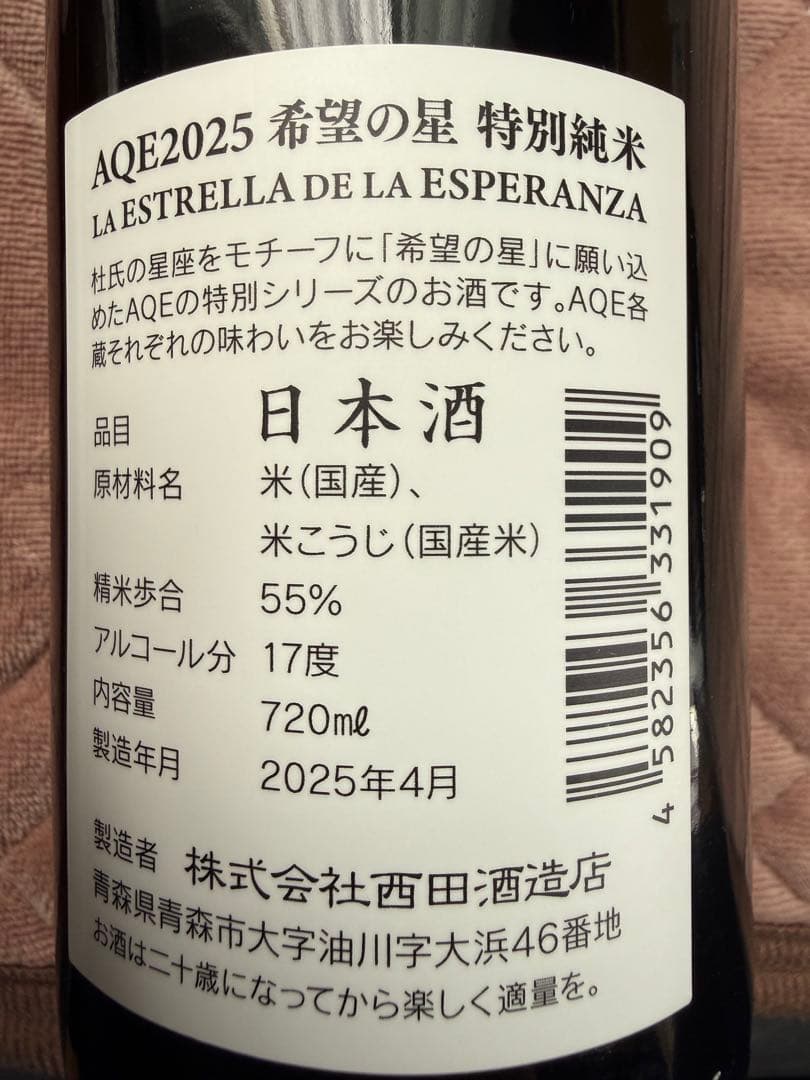 AQE2025 希望の星 特別純米
LA ESTRELLA DE LA ESPERANZA
杜氏の星座をモチーフに「希望の星」に願い込
めたAQEの特別シリーズのお酒です。AQE各
蔵それぞれの味わいをお楽しみください。
品目 日本酒
原材料名 米(国産)、
米こうじ(国産米)
精米歩合 55%
アルコール分 17度
内容量 720㎖
製造年月 2025年4月
製造者 株式会社西田酒造店
青森県青森市大字油川字大浜46番地
お酒は二十歳になってから楽しく適量を。
4 582356 331909